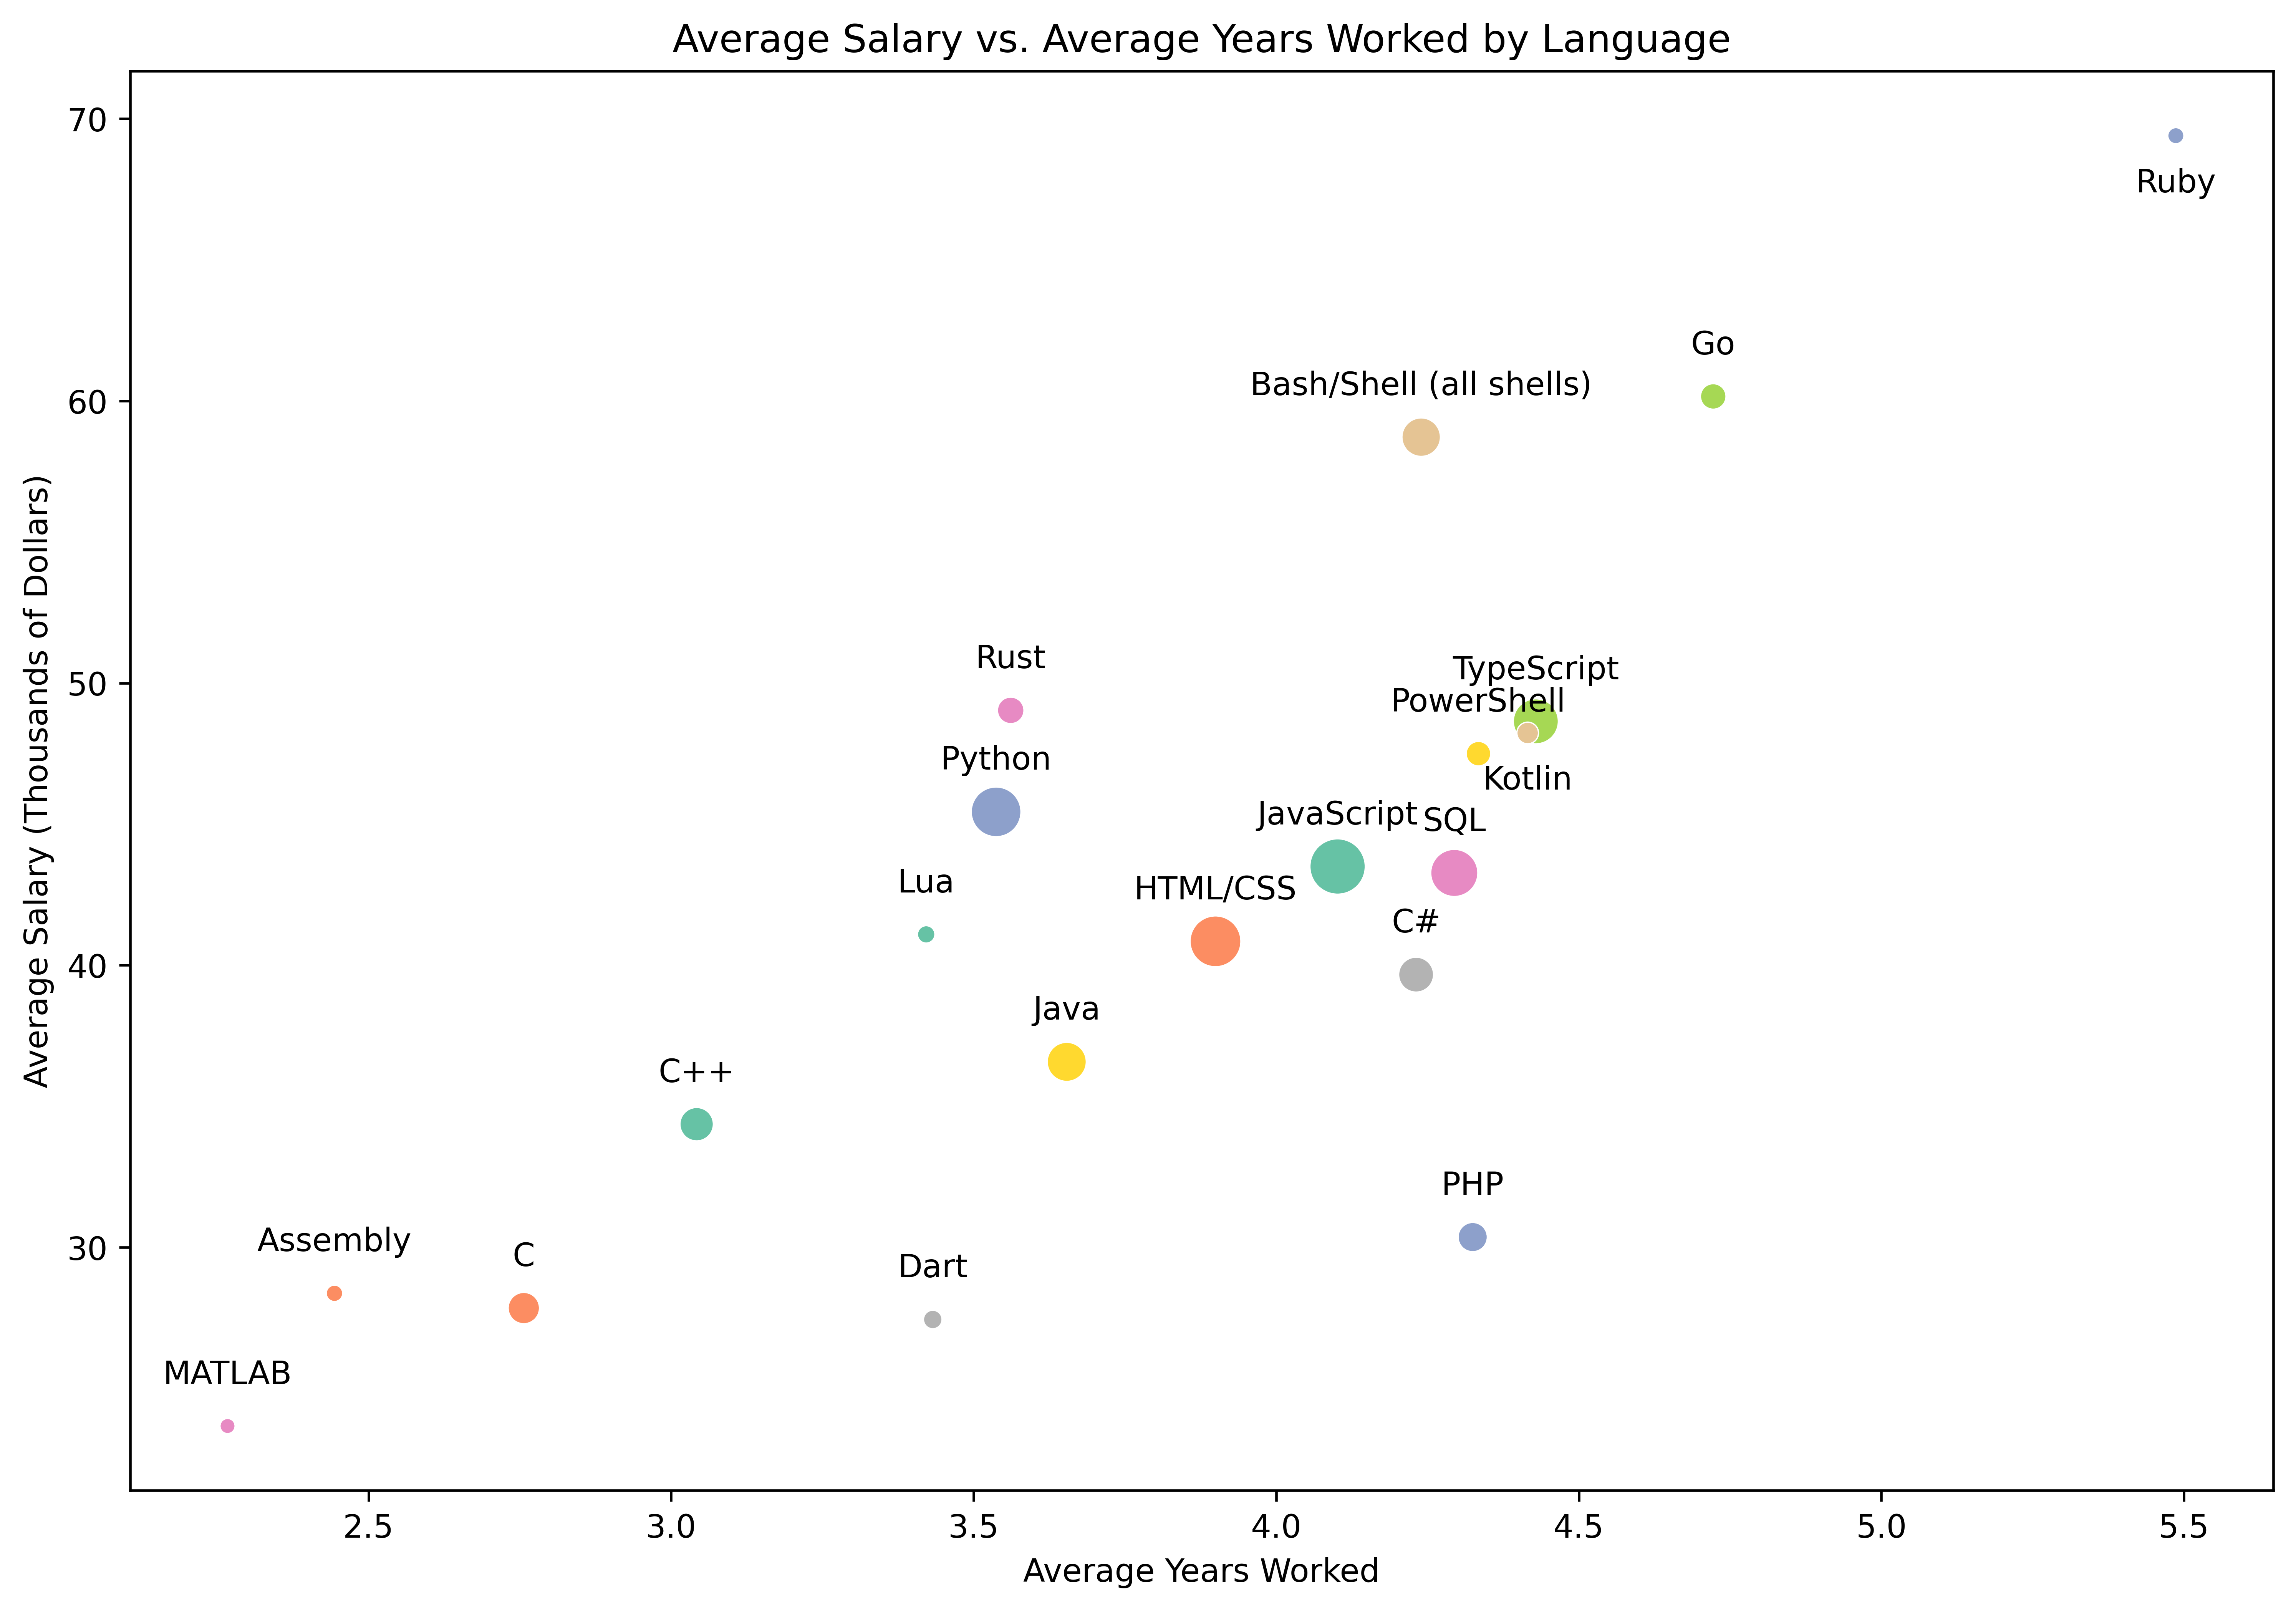 Average Salary vs. Average Years Worked by Language
70
Ruby
Go
Bash/Shell (all shells)
60
Average Salary (Thousands of Dollars)
Rust
TypeScript
50
PowerShell
Python
Kotlin
JavaScript
SQL
Lua
HTML/CSS
C#
40
Java
C++
PHP
Assembly
C
30
Dart
MATLAB
2.5 3.0 3.5 4.0 4.5 5.0 5.5
Average Years Worked